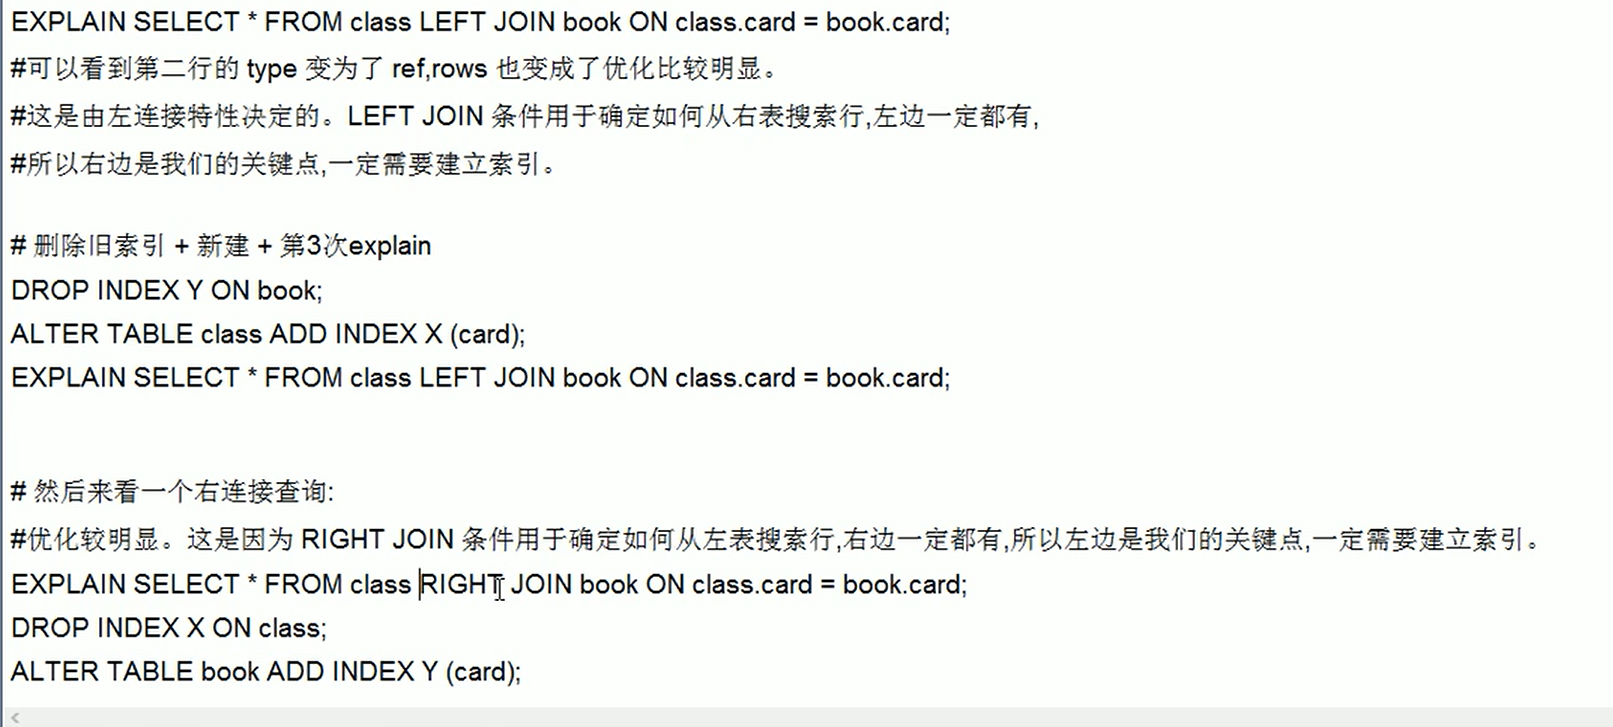 EXPLAIN SELECT * FROM class LEFT JOIN book ON class.card = book.card;
#可以看到第二行的 type 变为了 ref,rows 也变成了优化比较明显。
#这是由左连接特性决定的。LEFT JOIN 条件用于确定如何从右表搜索行,左边一定都有,
#所以右边是我们的关键点,一定需要建立索引。
# 删除旧索引 + 新建 + 第3次explain
DROP INDEX Y ON book;
ALTER TABLE class ADD INDEX X (card);
EXPLAIN SELECT * FROM class LEFT JOIN book ON class.card = book.card;
# 然后来看一个右连接查询:
#优化较明显。这是因为 RIGHT JOIN 条件用于确定如何从左表搜索行,右边一定都有,所以左边是我们的关键点,一定需要建立索引。
EXPLAIN SELECT * FROM class RIGHT JOIN book ON class.card = book.card;
DROP INDEX X ON class;
ALTER TABLE book ADD INDEX Y (card);